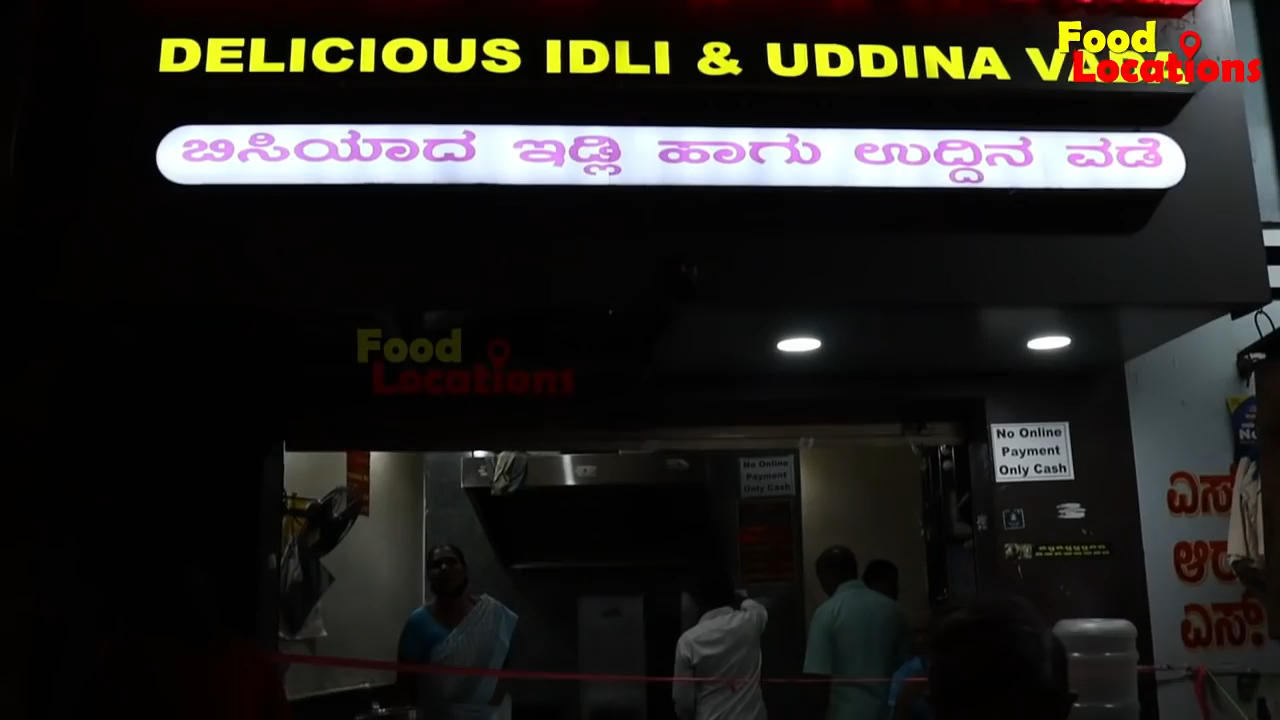 DELICIOUS IDLI & UDDINA
Food
Locations
ಬಿಸಿಯಾದ ಇಡ್ಲಿ ಹಾಗು ಉದ್ದಿನ ವಡೆ
Food
Locations
No Online
Payment
Only Cash
No Online
Payment
Only Cash
ಎಸ್.